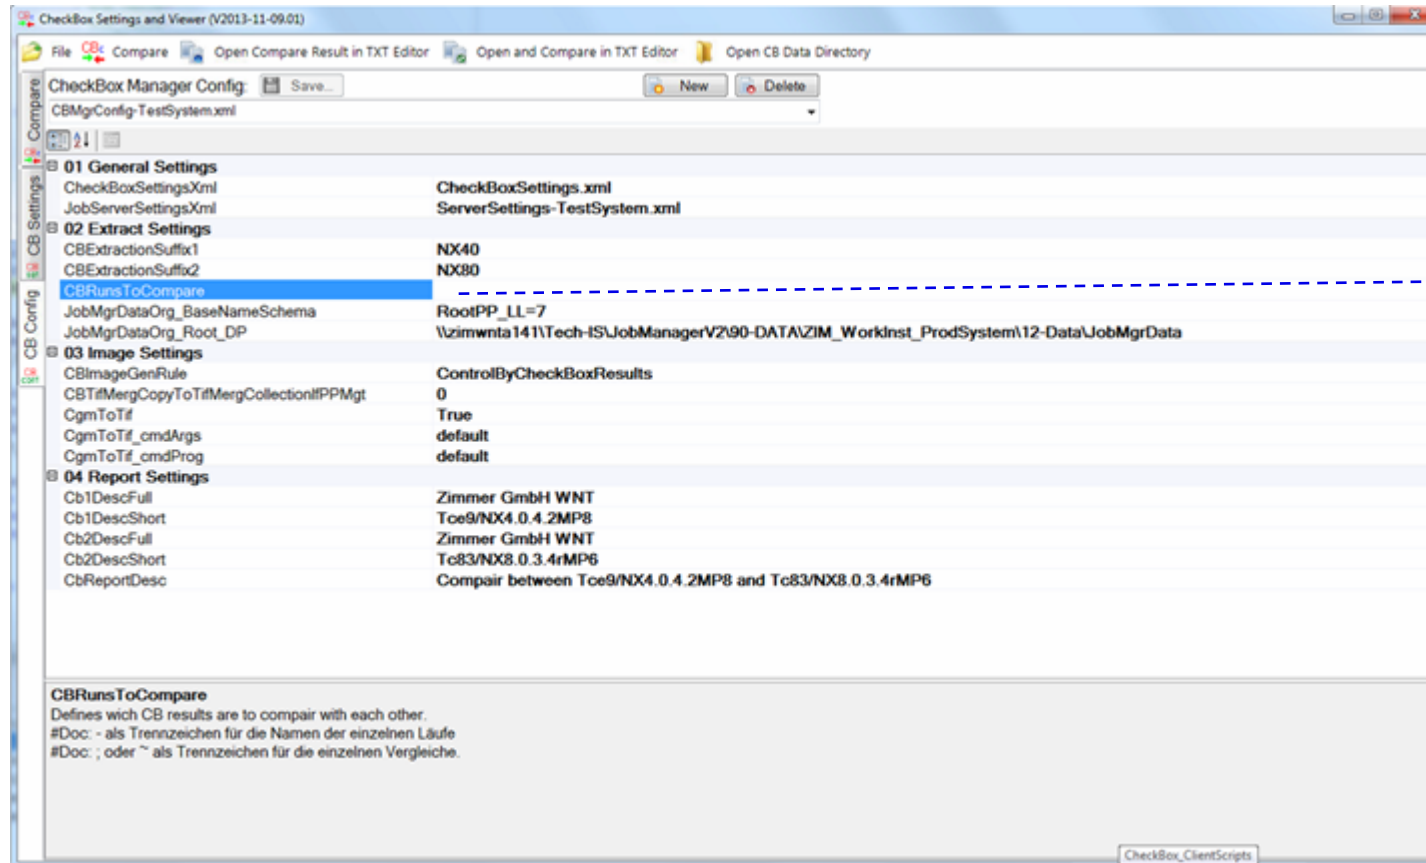 CheckBox Settings and Viewer (V2013-11-09.01)
File CBc Compare Open Compare Result in TXT Editor Open and Compare in TXT Editor Open CB Data Directory
CheckBox Manager Config: Save... New Delete
CBMgrConfig-TestSystem.xml
Compare
CB Settings
CB Config
01 General Settings
CheckBoxSettingsXml CheckBoxSettings.xml
JobServerSettingsXml ServerSettings-TestSystem.xml
02 Extract Settings
CBExtractionSuffix1 NX40
CBExtractionSuffix2 NX80
CBRunsToCompare
JobMgrDataOrg_BaseNameSchema RootPP_LL=7
JobMgrDataOrg_Root_DP \\zimwnta141\Tech-IS\JobManagerV2\90-DATA\ZIM_WorkInst_ProdSystem\12-Data\JobMgrData
03 Image Settings
CBImageGenRule ControlByCheckBoxResults
CBTifMergCopyToTifMergCollectionIfPPMgt 0
CgmToTif True
CgmToTif_cmdArgs default
CgmToTif_cmdProg default
04 Report Settings
Cb1DescFull Zimmer GmbH WNT
Cb1DescShort Tce9/NX4.0.4.2MP8
Cb2DescFull Zimmer GmbH WNT
Cb2DescShort Tc83/NX8.0.3.4rMP6
CbReportDesc Compair between Tce9/NX4.0.4.2MP8 and Tc83/NX8.0.3.4rMP6
CBRunsToCompare
Defines wich CB results are to compair with each other.
#Doc: - als Trennzeichen für die Namen der einzelnen Läufe
#Doc: ; oder ~ als Trennzeichen für die einzelnen Vergleiche.
CheckBox_ClientScripts